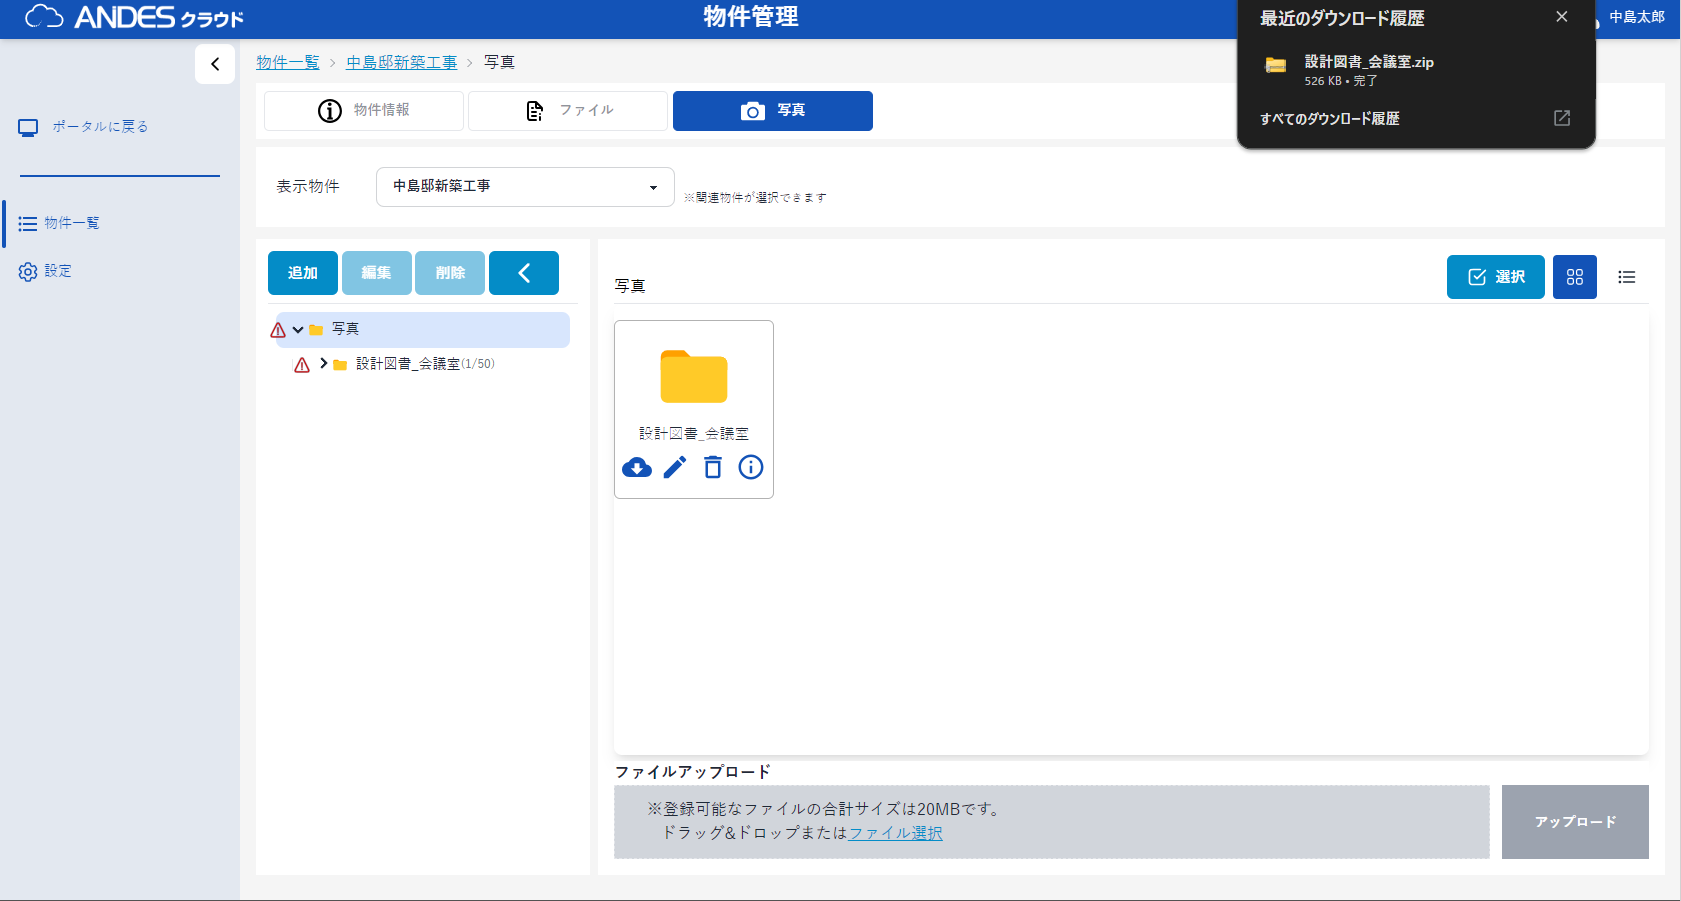 ANDES クラウド
物件管理
中島太郎
最近のダウンロード履歴
設計図書_会議室.zip
526 KB • 完了
すべてのダウンロード履歴
物件一覧 > 中島邸新築工事 > 写真
物件情報
ファイル
写真
ポータルに戻る
物件一覧
設定
表示物件
中島邸新築工事
※関連物件が選択できます
追加
編集
削除
写真
設計図書_会議室(1/50)
写真
選択
設計図書_会議室
ファイルアップロード
※登録可能なファイルの合計サイズは20MBです。
ドラッグ&ドロップまたはファイル選択
アップロード